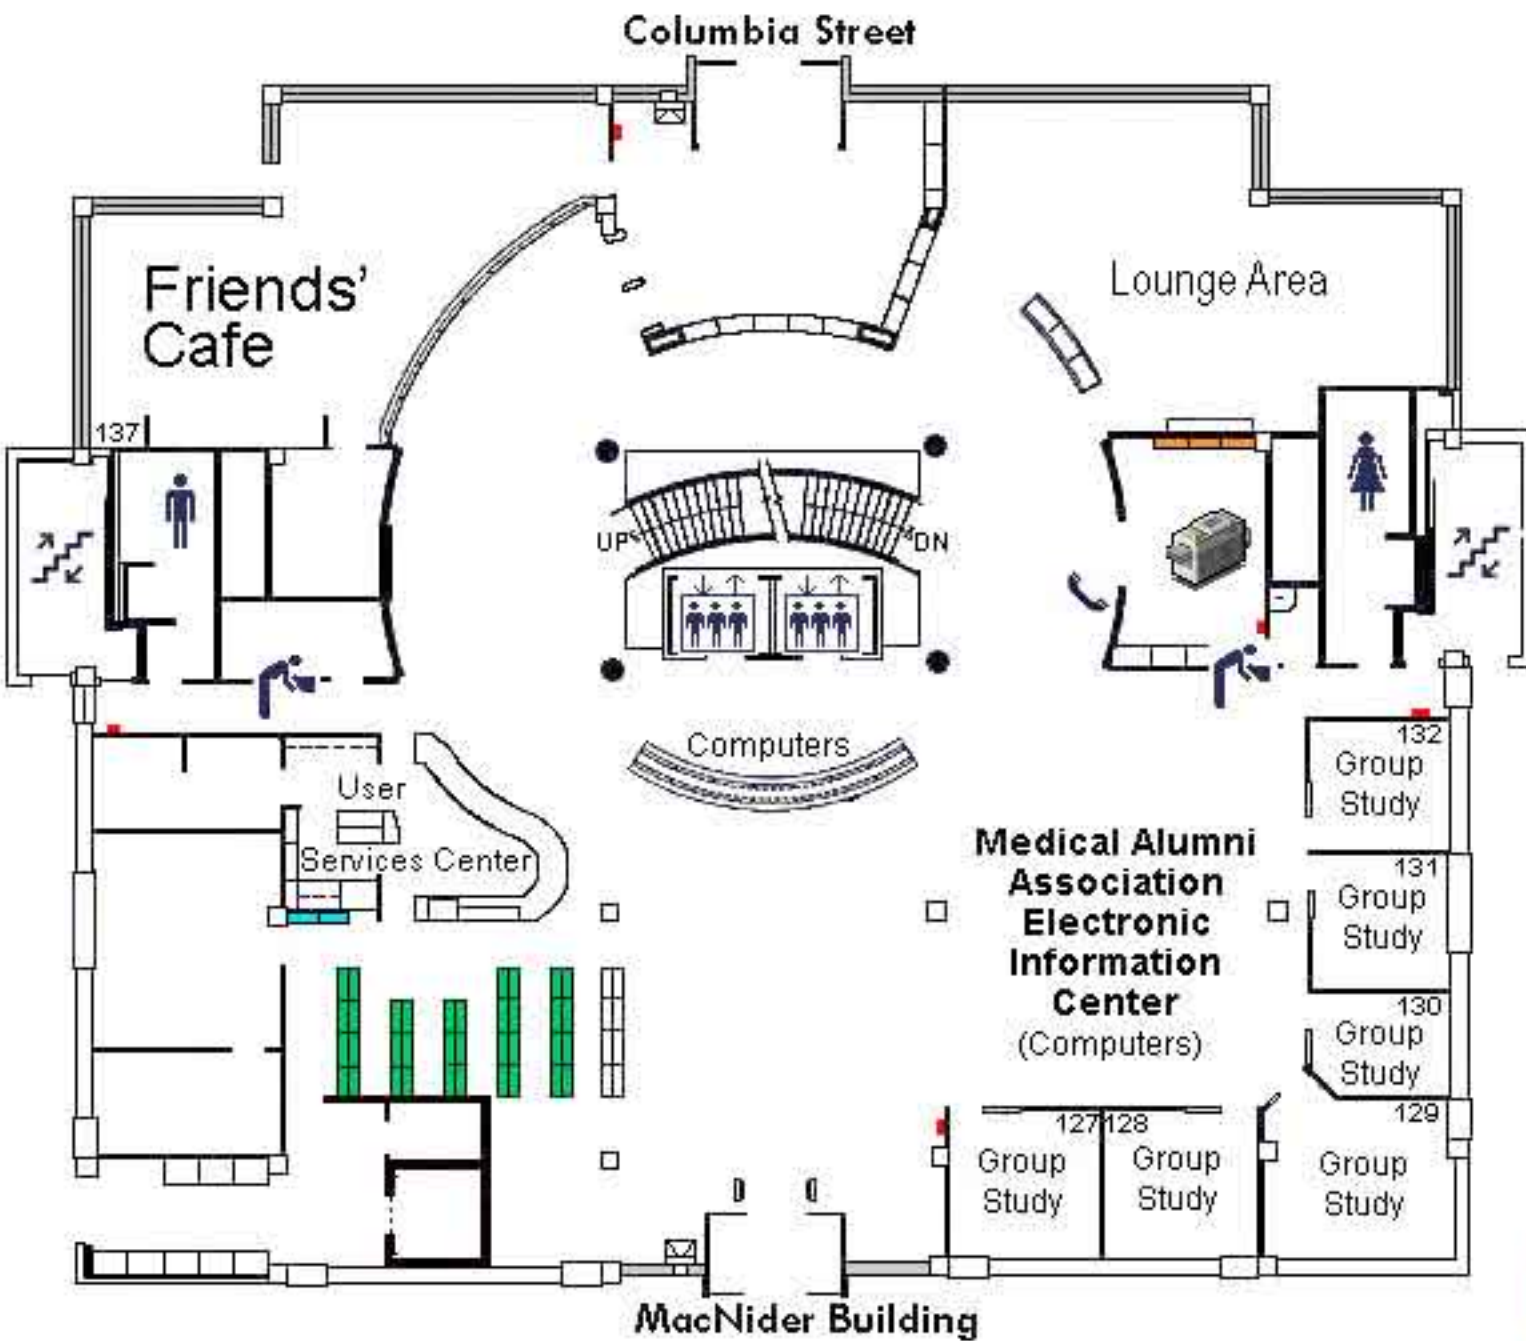 Columbia Street
Friends'
Cafe
Lounge Area
137
UP
DN
Computers
User
Services Center
132
Group
Study
Medical Alumni
Association
Electronic
Information
Center
(Computers)
131
Group
Study
130
Group
Study
129
Group
Study
127
Group
Study
128
Group
Study
MacNider Building